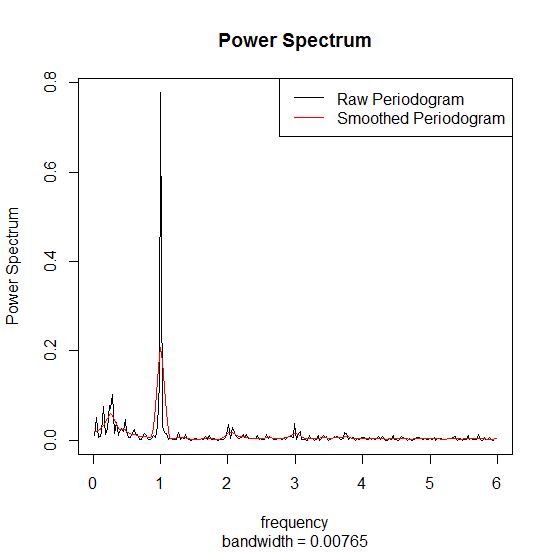 Power Spectrum
Raw Periodogram
Smoothed Periodogram
Power Spectrum
0.8
0.6
0.4
0.2
0.0
0 1 2 3 4 5 6
frequency
bandwidth = 0.00765